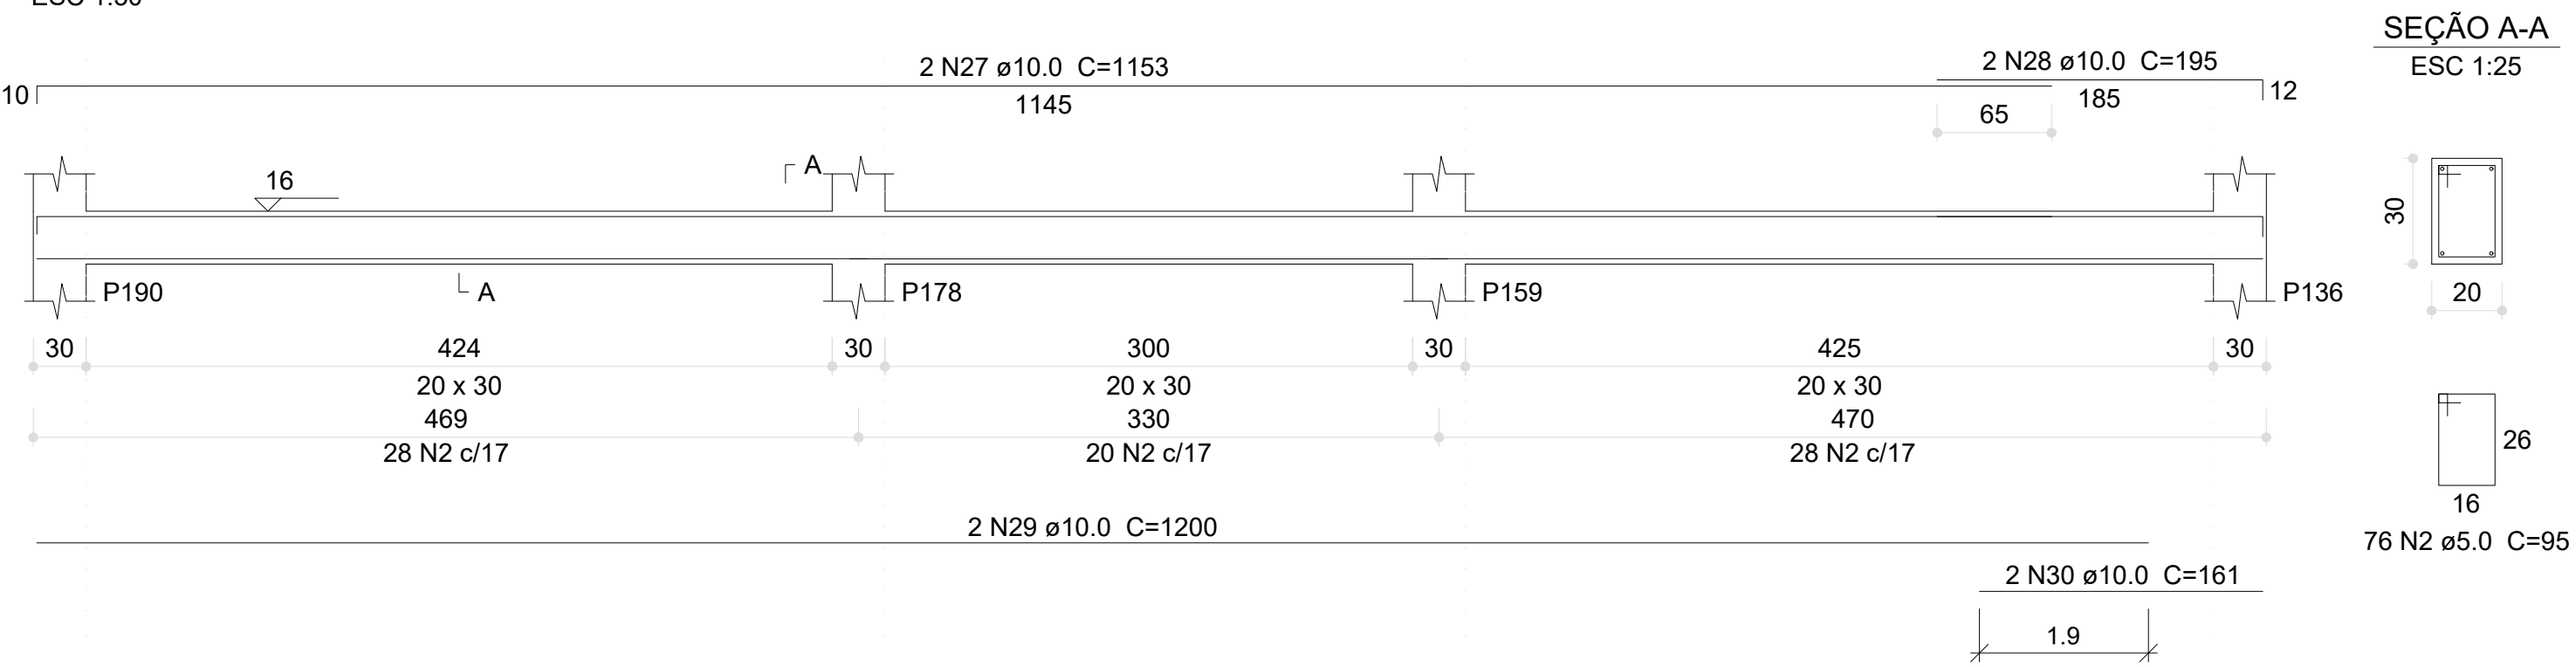 SEÇÃO A-A
ESC 1:25
2 N27 ø10.0 C=1153
2 N28 ø10.0 C=195
10
1145
185
12
65
A
16
30
P190
A
P178
P159
P136
20
30
424
30
300
30
425
30
20 x 30
20 x 30
20 x 30
469
330
470
28 N2 c/17
20 N2 c/17
28 N2 c/17
26
16
76 N2 ø5.0 C=95
2 N29 ø10.0 C=1200
2 N30 ø10.0 C=161
1.9